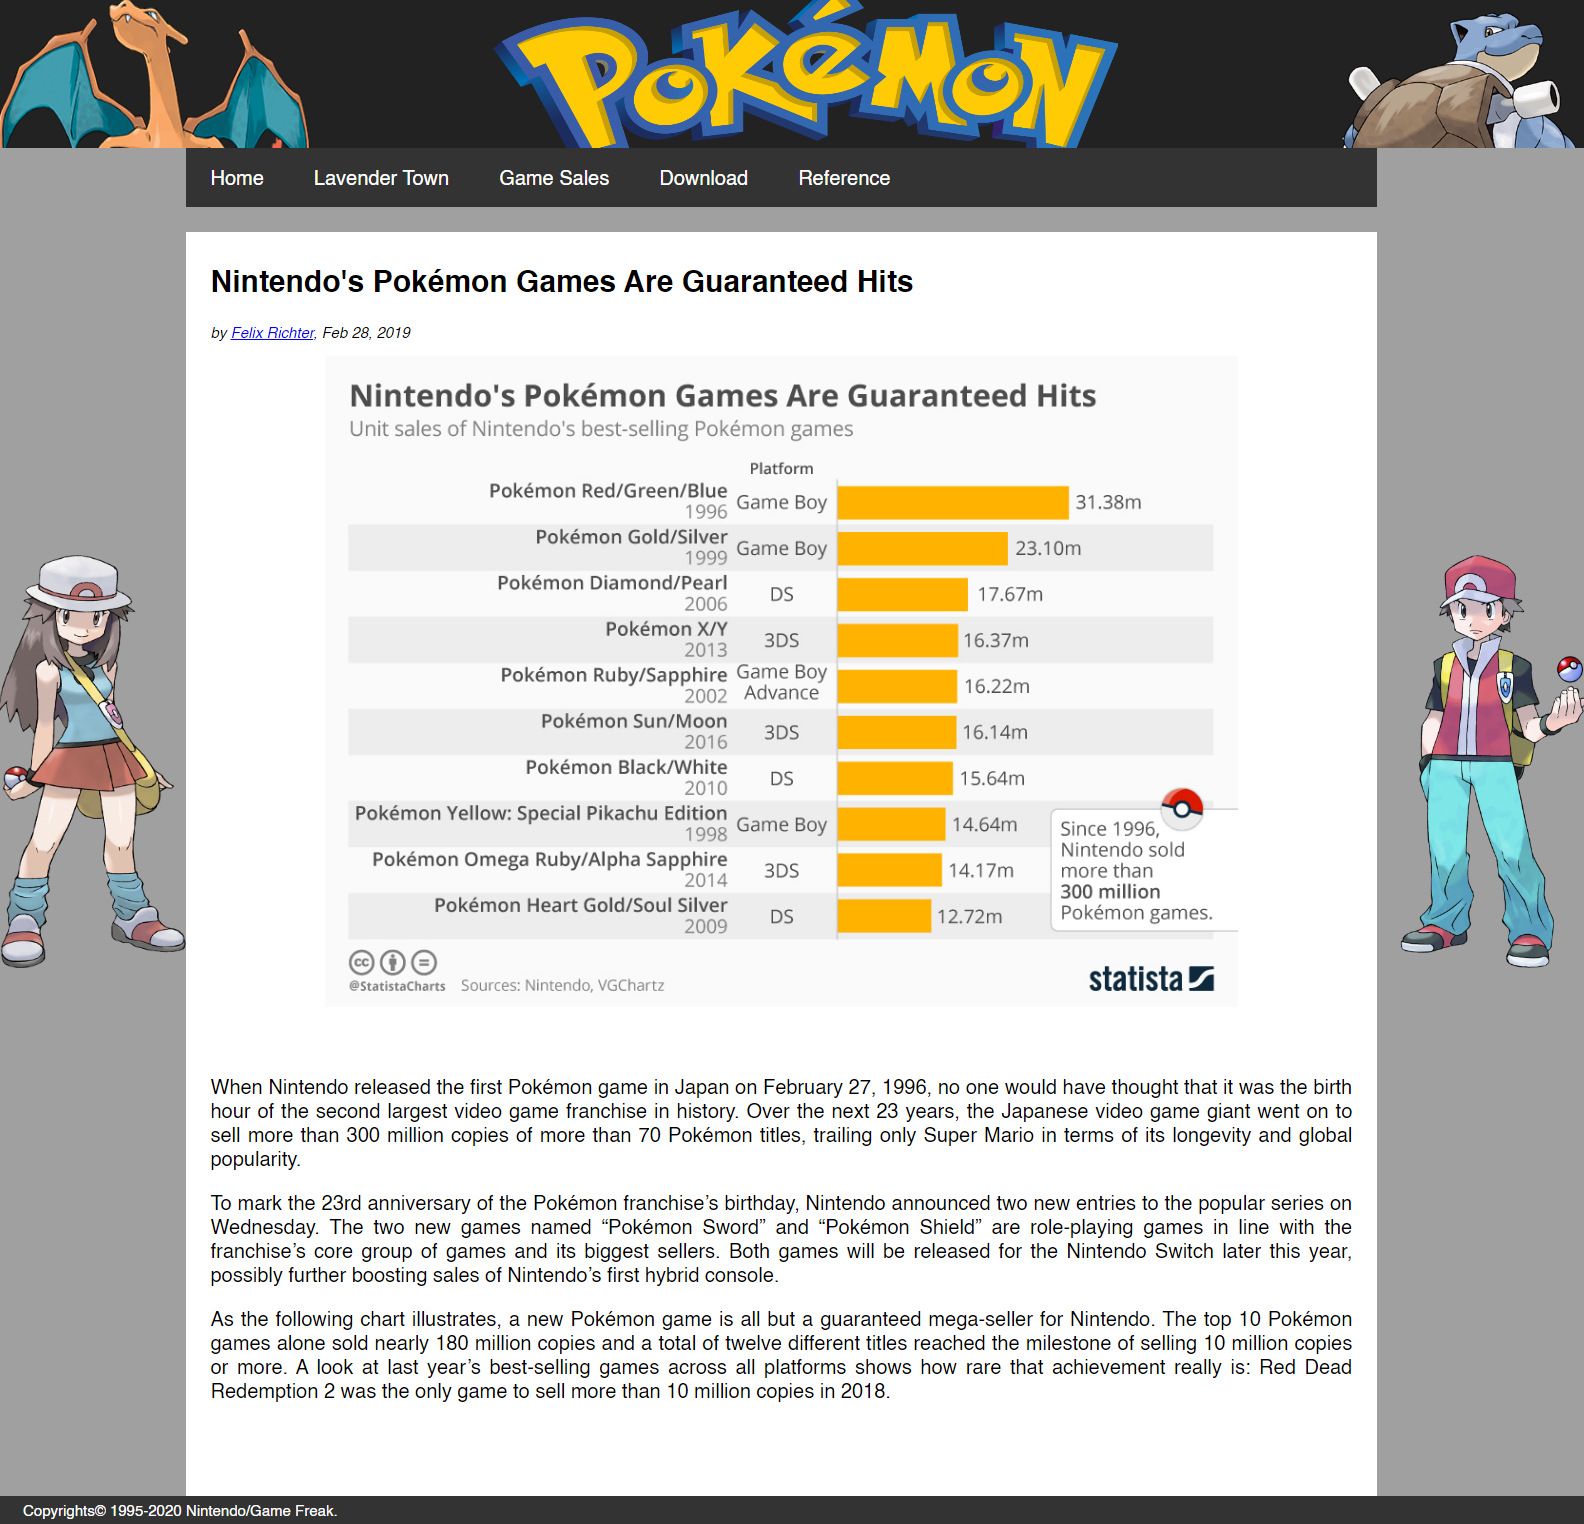 POKéMON
Home
Lavender Town
Game Sales
Download
Reference
Nintendo's Pokémon Games Are Guaranteed Hits
by Felix Richter, Feb 28, 2019
Nintendo's Pokémon Games Are Guaranteed Hits
Unit sales of Nintendo's best-selling Pokémon games
Platform
Pokémon Red/Green/Blue
1996
Game Boy
31.38m
Pokémon Gold/Silver
1999
Game Boy
23.10m
Pokémon Diamond/Pearl
2006
DS
17.67m
Pokémon X/Y
2013
3DS
16.37m
Pokémon Ruby/Sapphire
2002
Game Boy
Advance
16.22m
Pokémon Sun/Moon
2016
3DS
16.14m
Pokémon Black/White
2010
DS
15.64m
Pokémon Yellow: Special Pikachu Edition
1998
Game Boy
14.64m
Pokémon Omega Ruby/Alpha Sapphire
2014
3DS
14.17m
Pokémon Heart Gold/Soul Silver
2009
DS
12.72m
Since 1996,
Nintendo sold
more than
300 million
Pokémon games.
cc
@StatistaCharts
Sources: Nintendo, VGChartz
statista
When Nintendo released the first Pokémon game in Japan on February 27, 1996, no one would have thought that it was the birth
hour of the second largest video game franchise in history. Over the next 23 years, the Japanese video game giant went on to
sell more than 300 million copies of more than 70 Pokémon titles, trailing only Super Mario in terms of its longevity and global
popularity.
To mark the 23rd anniversary of the Pokémon franchise’s birthday, Nintendo announced two new entries to the popular series on
Wednesday. The two new games named “Pokémon Sword” and “Pokémon Shield” are role-playing games in line with the
franchise’s core group of games and its biggest sellers. Both games will be released for the Nintendo Switch later this year,
possibly further boosting sales of Nintendo’s first hybrid console.
As the following chart illustrates, a new Pokémon game is all but a guaranteed mega-seller for Nintendo. The top 10 Pokémon
games alone sold nearly 180 million copies and a total of twelve different titles reached the milestone of selling 10 million copies
or more. A look at last year’s best-selling games across all platforms shows how rare that achievement really is: Red Dead
Redemption 2 was the only game to sell more than 10 million copies in 2018.
Copyrights© 1995-2020 Nintendo/Game Freak.